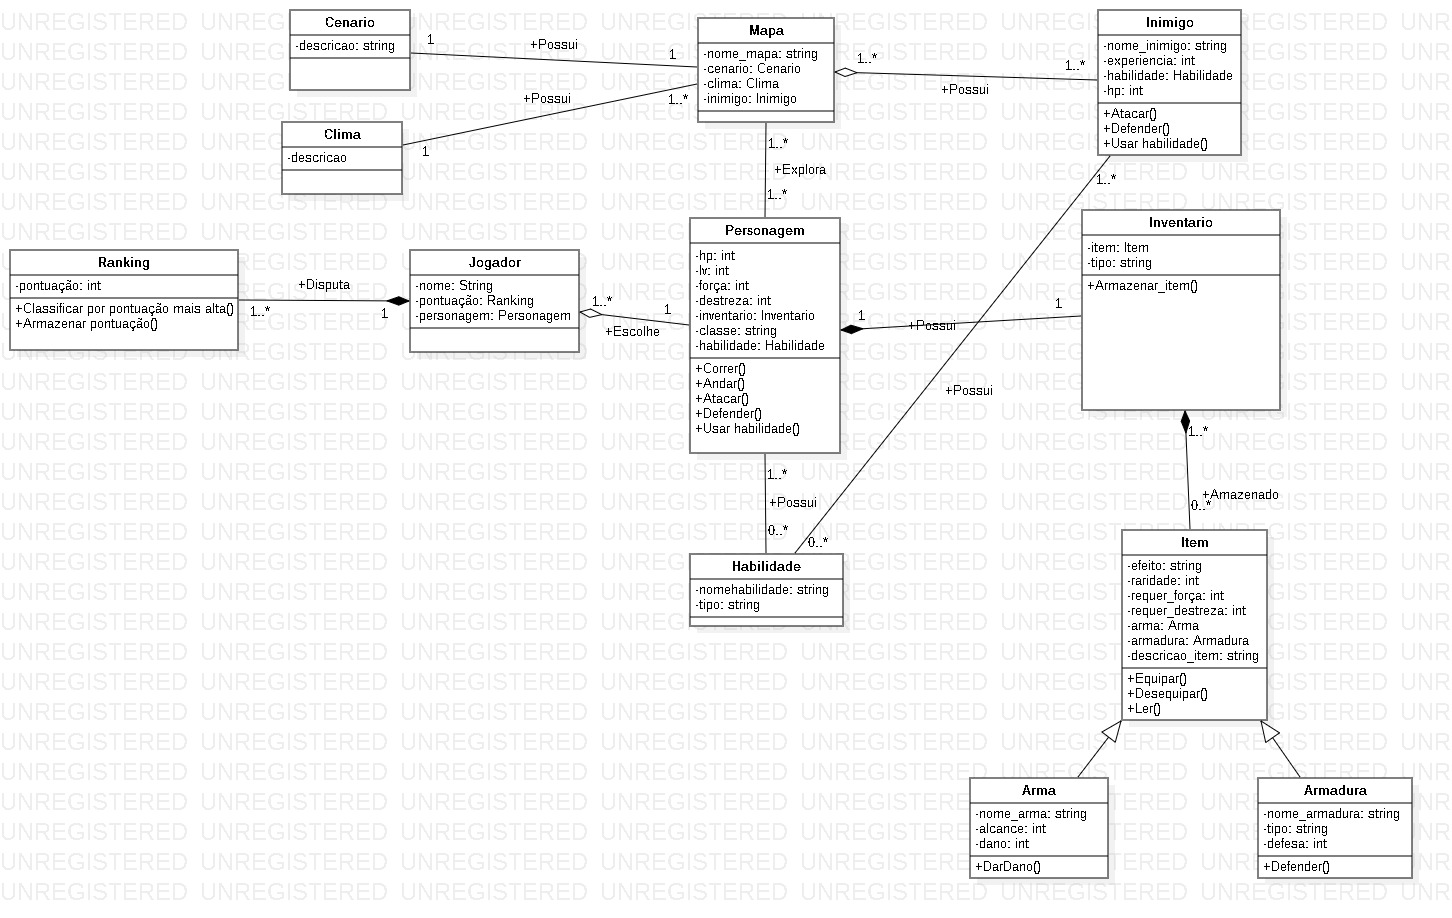 Cenario
-descricao: string
1
+Possui
1
Mapa
-nome_mapa: string
-cenario: Cenario
-clima: Clima
-inimigo: Inimigo
1..*
+Possui
1..*
Inimigo
-nome_inimigo: string
-experiencia: int
-habilidade: Habilidade
-hp: int
+Atacar()
+Defender()
+Usar habilidade()
Clima
-descricao
1
+Possui
1..*
1..*
+Explora
1..*
1..*
Ranking
-pontuação: int
+Classificar por pontuação mais alta()
+Armazenar pontuação()
+Disputa
1..*
1
Jogador
-nome: String
-pontuação: Ranking
-personagem: Personagem
1..*
+Escolhe
1
Personagem
-hp: int
-lv: int
-força: int
-destreza: int
-inventario: Inventario
-classe: string
-habilidade: Habilidade
+Correr()
+Andar()
+Atacar()
+Defender()
+Usar habilidade()
1
+Possui
1
Inventario
-item: Item
-tipo: string
+Armazenar_item()
+Possui
1..*
+Possui
0..*
0..*
Habilidade
-nomehabilidade: string
-tipo: string
1..*
+Amazenado
0..*
Item
-efeito: string
-raridade: int
-requer_força: int
-requer_destreza: int
-arma: Arma
-armadura: Armadura
-descricao_item: string
+Equipar()
+Desequipar()
+Ler()
Arma
-nome_arma: string
-alcance: int
-dano: int
+DarDano()
Armadura
-nome_armadura: string
-tipo: string
-defesa: int
+Defender()
UNREGISTERED